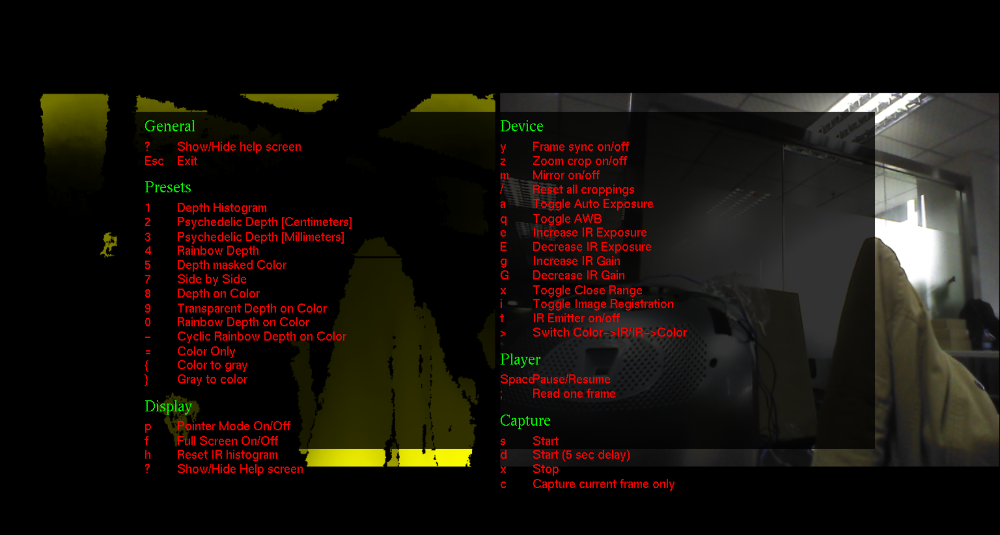 General
? Show/Hide help screen
Esc Exit
Presets
1 Depth Histogram
2 Psychedelic Depth [Centimeters]
3 Psychedelic Depth [Millimeters]
4 Rainbow Depth
5 Depth masked Color
7 Side by Side
8 Depth on Color
9 Transparent Depth on Color
0 Rainbow Depth on Color
- Cyclic Rainbow Depth on Color
= Color Only
{ Color to gray
} Gray to color
Display
p Pointer Mode On/Off
f Full Screen On/Off
h Reset IR histogram
? Show/Hide Help screen
Device
y Frame sync on/off
z Zoom crop on/off
m Mirror on/off
/ Reset all croppings
a Toggle Auto Exposure
q Toggle AWB
e Increase IR Exposure
E Decrease IR Exposure
g Increase IR Gain
G Decrease IR Gain
x Toggle Close Range
i Toggle Image Registration
t IR Emitter on/off
> Switch Color->IR/IR->Color
Player
Space Pause/Resume
; Read one frame
Capture
s Start
d Start (5 sec delay)
x Stop
c Capture current frame only